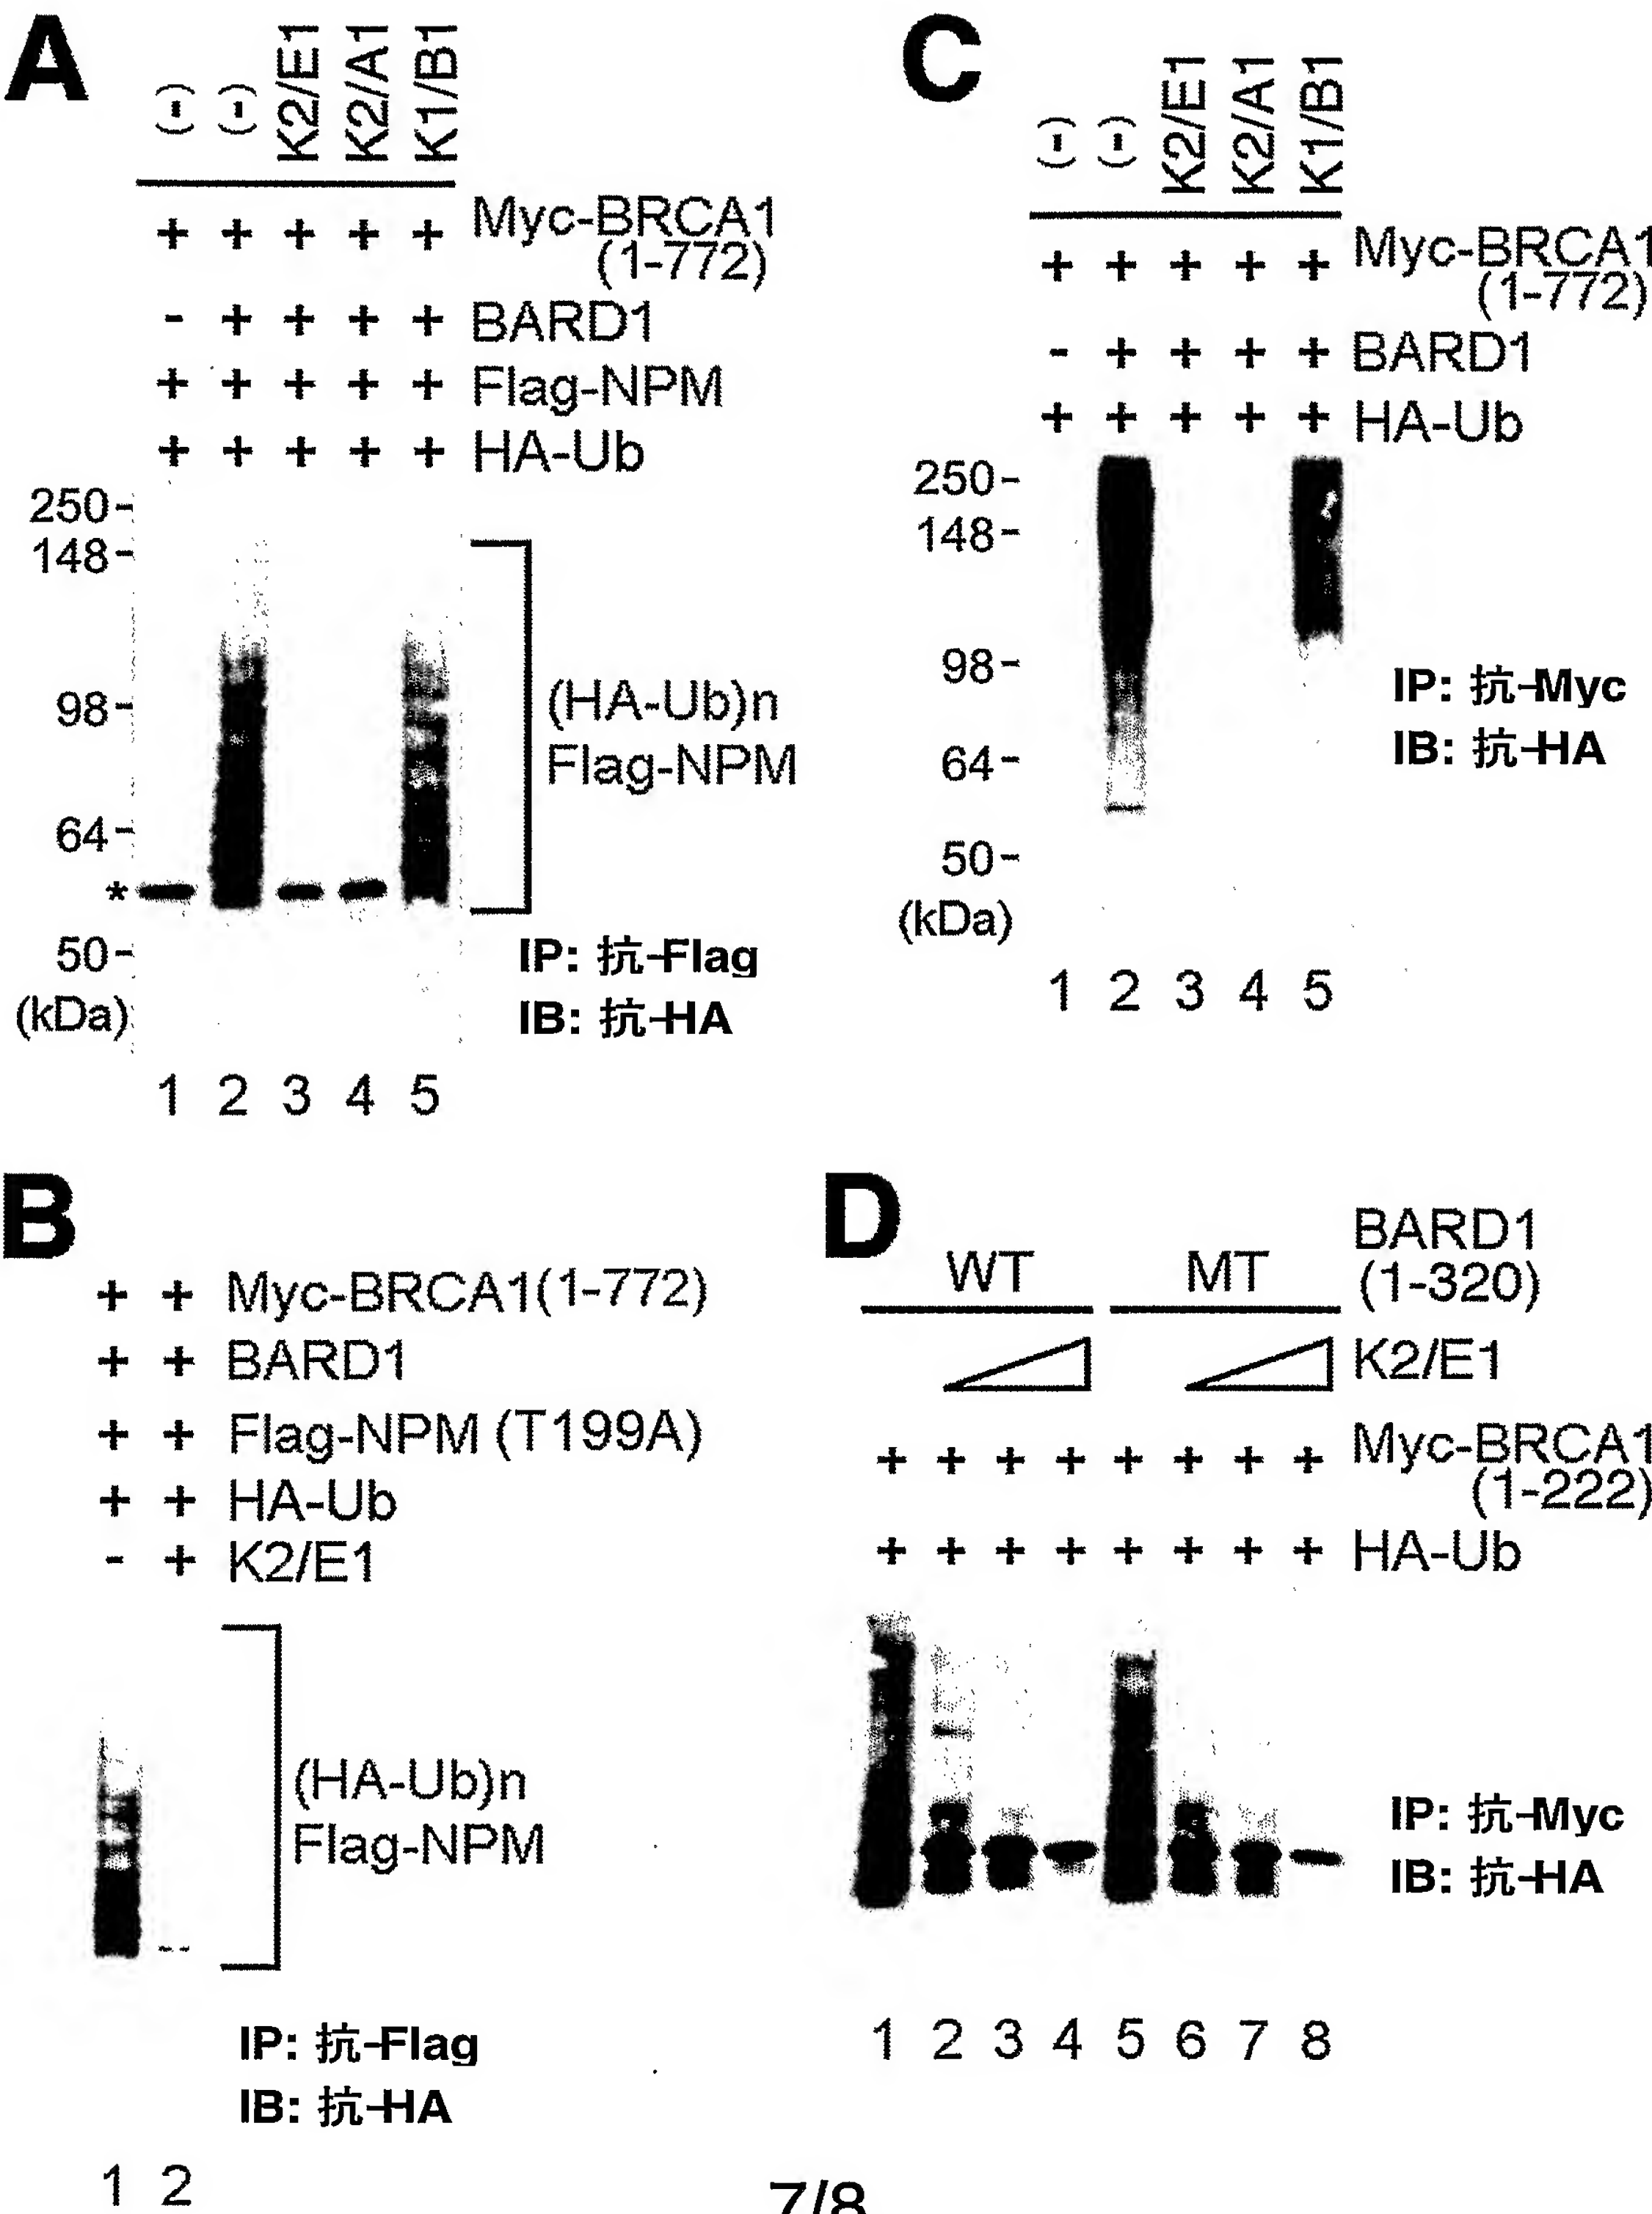 A
(-) (-) K2/E1 K2/A1 K1/B1
+ + + + + Myc-BRCA1
(1-772)
- + + + + BARD1
+ + + + + Flag-NPM
+ + + + + HA-Ub
250-
148-
98-
64-
*
50-
(kDa)
(HA-Ub)n
Flag-NPM
IP: 抗-Flag
IB: 抗-HA
1 2 3 4 5
C
(-) (-) K2/E1 K2/A1 K1/B1
+ + + + + Myc-BRCA1
(1-772)
- + + + + BARD1
+ + + + + HA-Ub
250-
148-
98-
64-
50-
(kDa)
IP: 抗-Myc
IB: 抗-HA
1 2 3 4 5
B
+ + Myc-BRCA1(1-772)
+ + BARD1
+ + Flag-NPM (T199A)
+ + HA-Ub
- + K2/E1
(HA-Ub)n
Flag-NPM
IP: 抗-Flag
IB: 抗-HA
1 2
D
WT MT BARD1
(1-320)
K2/E1
+ + + + + + + + Myc-BRCA1
(1-222)
+ + + + + + + + HA-Ub
IP: 抗-Myc
IB: 抗-HA
1 2 3 4 5 6 7 8
7/8